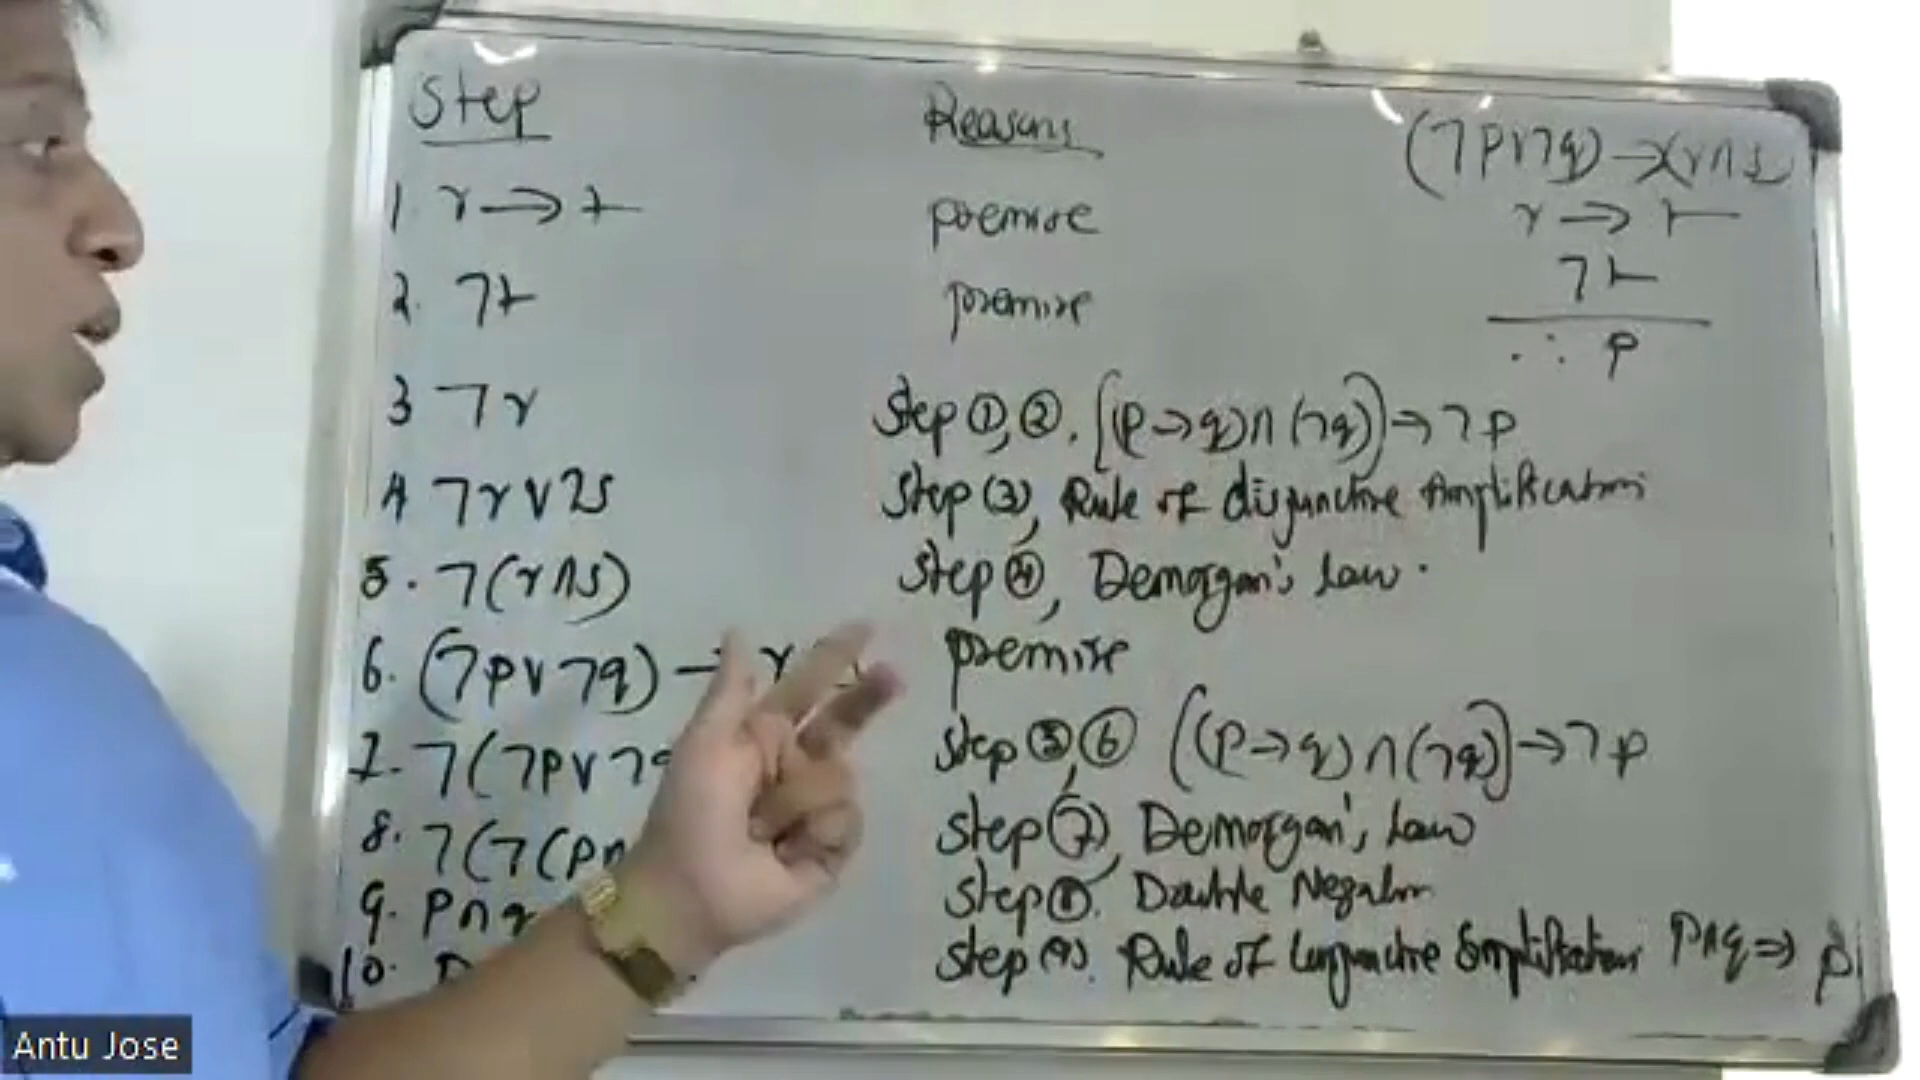 Step Reasons (¬p∨¬q)→(r∧s)
1. r→t premise r→t
2. ¬t premise ¬t
∴ p
3 ¬r Step ①,②. [(p→q)∧(¬q)]→¬p
4 ¬r∨¬s Step (3), Rule of disjunctive Amplification
5. ¬(r∧s) Step ④, Demorgan's law.
6. (¬p∨¬q)→r premise
7. ¬(¬p∨¬q Step ⑤,⑥ [(p→q)∧(¬q)]→¬p
8. ¬(¬(p∧ Step (7), Demorgan's Law
9. p∧q Step ⑧. Double Negation
10. Step (9). Rule of Conjunctive Simplification p∧q⇒p
Antu Jose